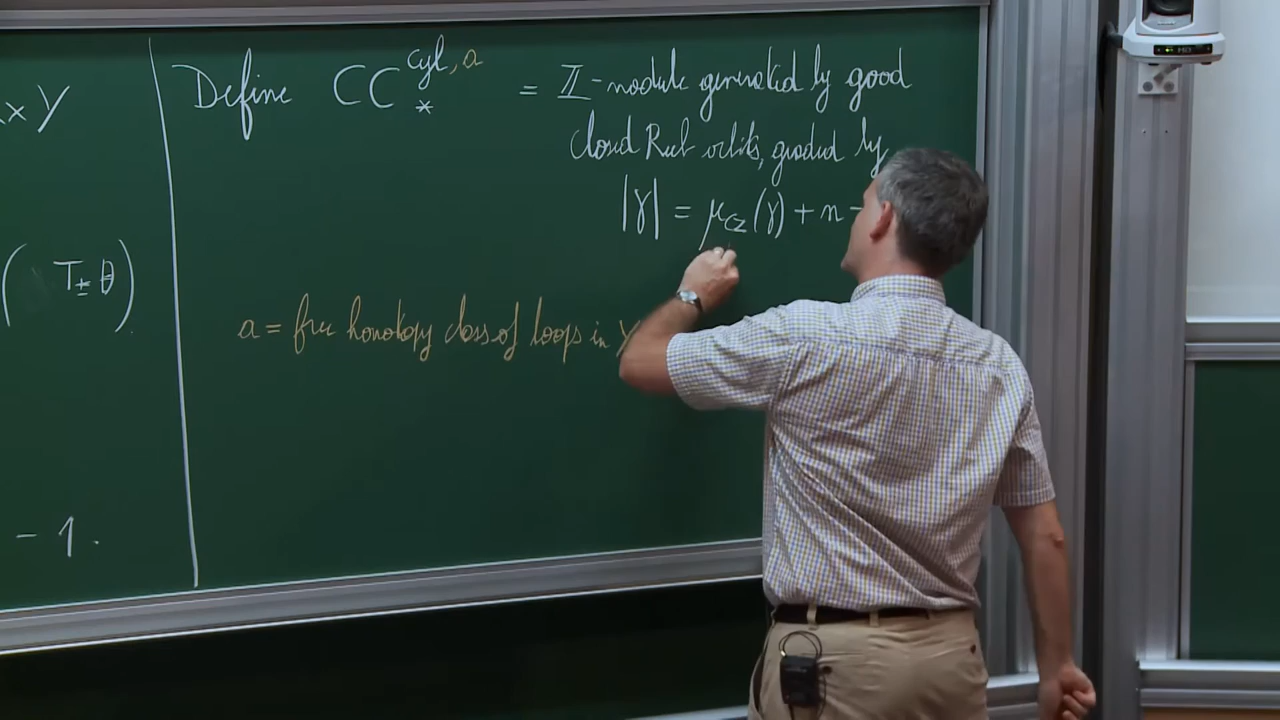 x Y
( T± θ )
- 1.
Define CC*^cyl,a = ℤ-module generated by good
closed Reeb orbits, graded by
|γ| = μ_CZ(γ) + n -
a = free homotopy class of loops in Y